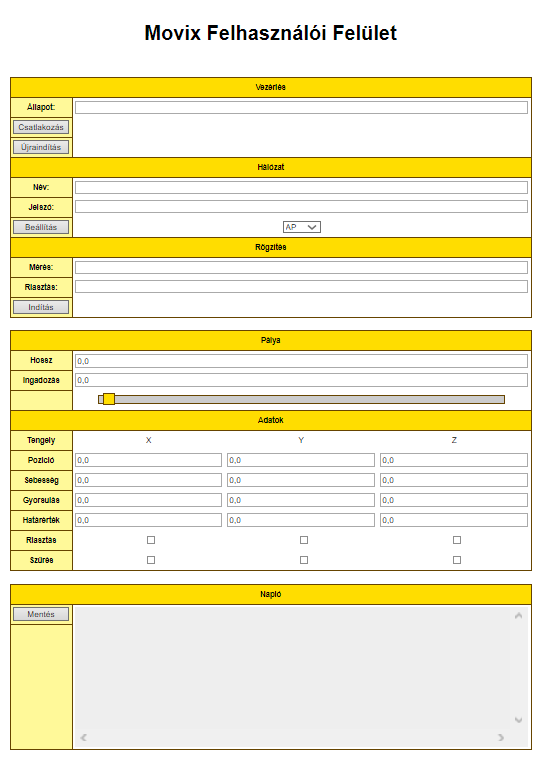 Movix Felhasználói Felület
Vezérlés
Állapot:
Csatlakozás
Újraindítás
Hálózat
Név:
Jelszó:
Beállítás AP
Rögzítés
Mérés:
Riasztás:
Indítás
Pálya
Hossz 0,0
Ingadozás 0,0
Adatok
Tengely X Y Z
Pozíció 0,0 0,0 0,0
Sebesség 0,0 0,0 0,0
Gyorsulás 0,0 0,0 0,0
Határérték 0,0 0,0 0,0
Riasztás
Szűrés
Napló
Mentés